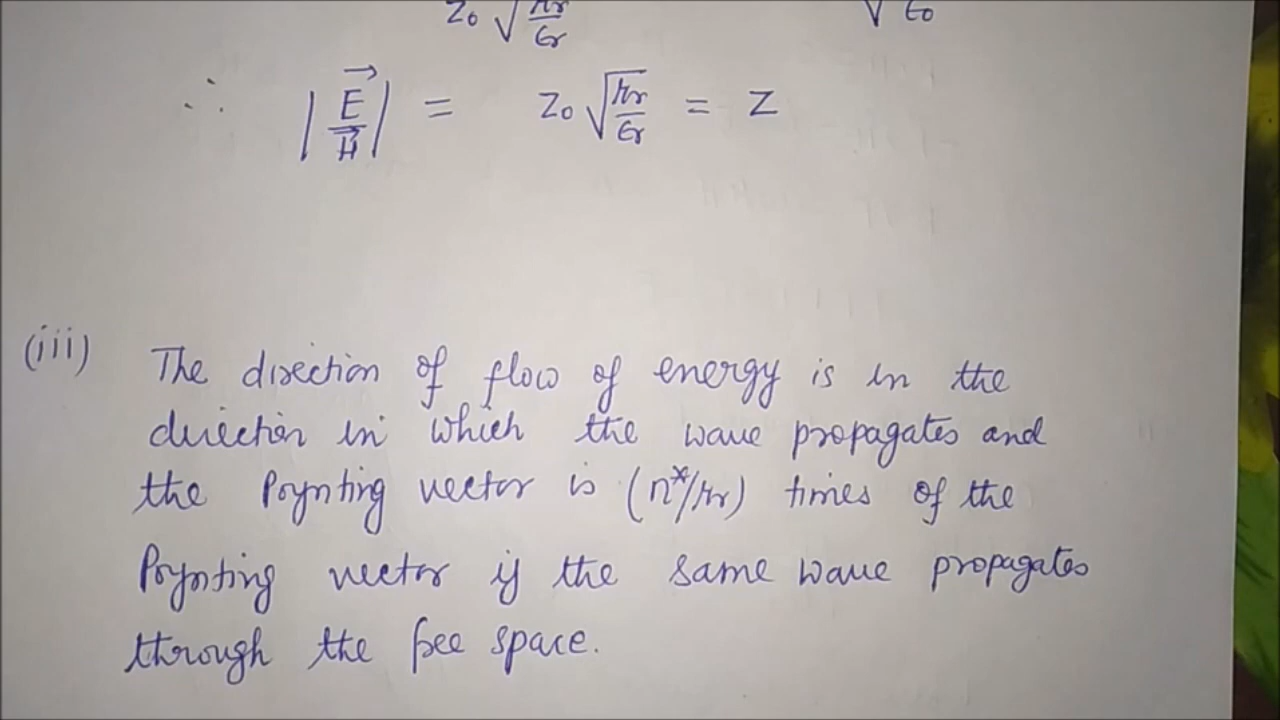 Z₀ √(μr/εr) √ε₀
∴ |E⃗/H⃗| = Z₀ √(μr/εr) = Z
(iii) The direction of flow of energy is in the
direction in which the wave propagates and
the Poynting vector is (n*/μr) times of the
Poynting vector if the same wave propagates
through the free space.